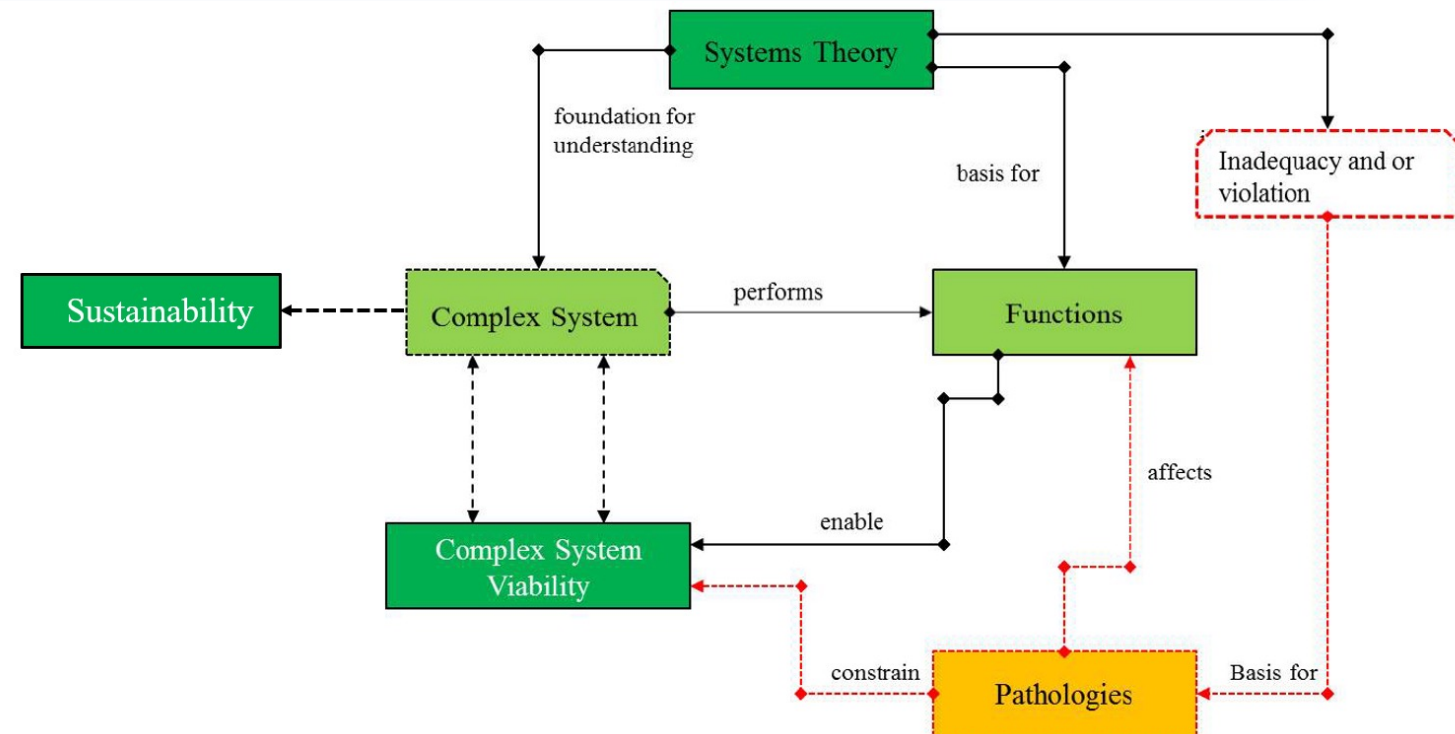 Systems Theory
foundation for
understanding
basis for
Inadequacy and or
violation
Sustainability
Complex System
performs
Functions
affects
enable
Complex System
Viability
constrain
Pathologies
Basis for